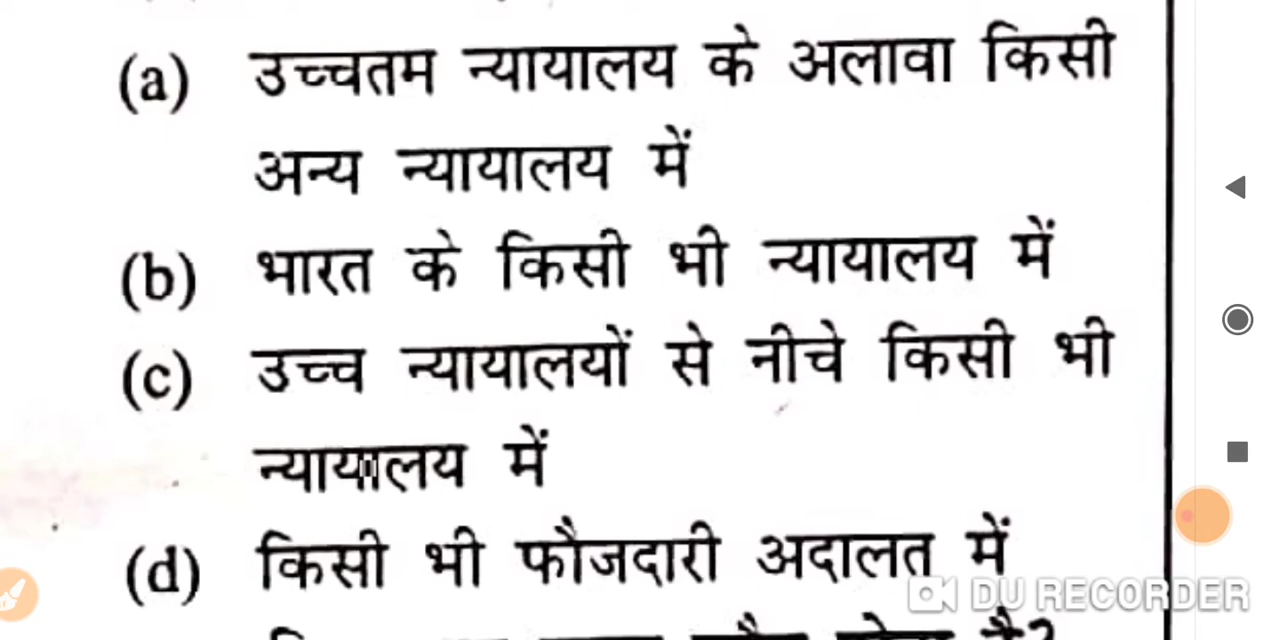 (a) उच्चतम न्यायालय के अलावा किसी
अन्य न्यायालय में
(b) भारत के किसी भी न्यायालय में
(c) उच्च न्यायालयों से नीचे किसी भी
न्यायालय में
(d) किसी भी फौजदारी अदालत में
DU RECORDER